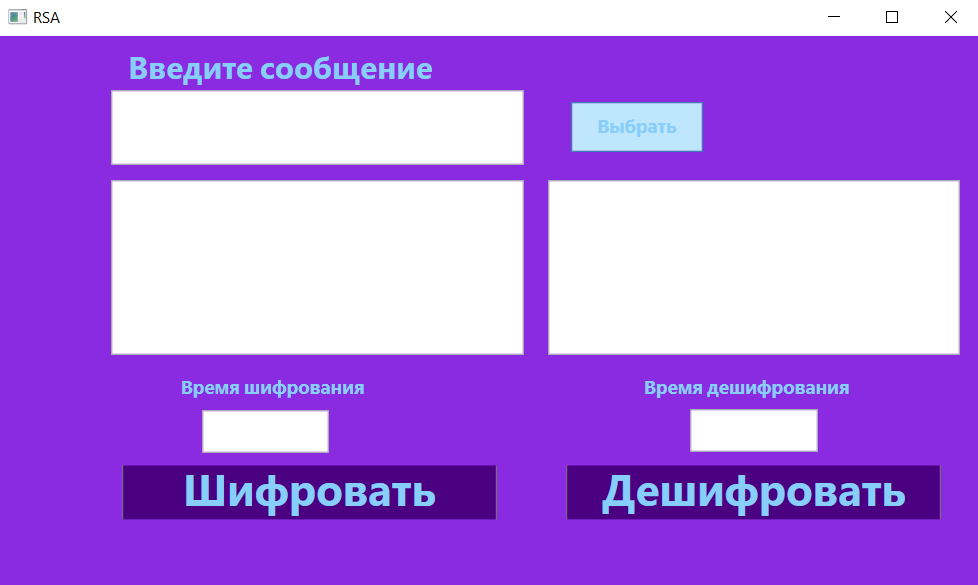 RSA
Введите сообщение
Выбрать
Время шифрования
Время дешифрования
Шифровать
Дешифровать